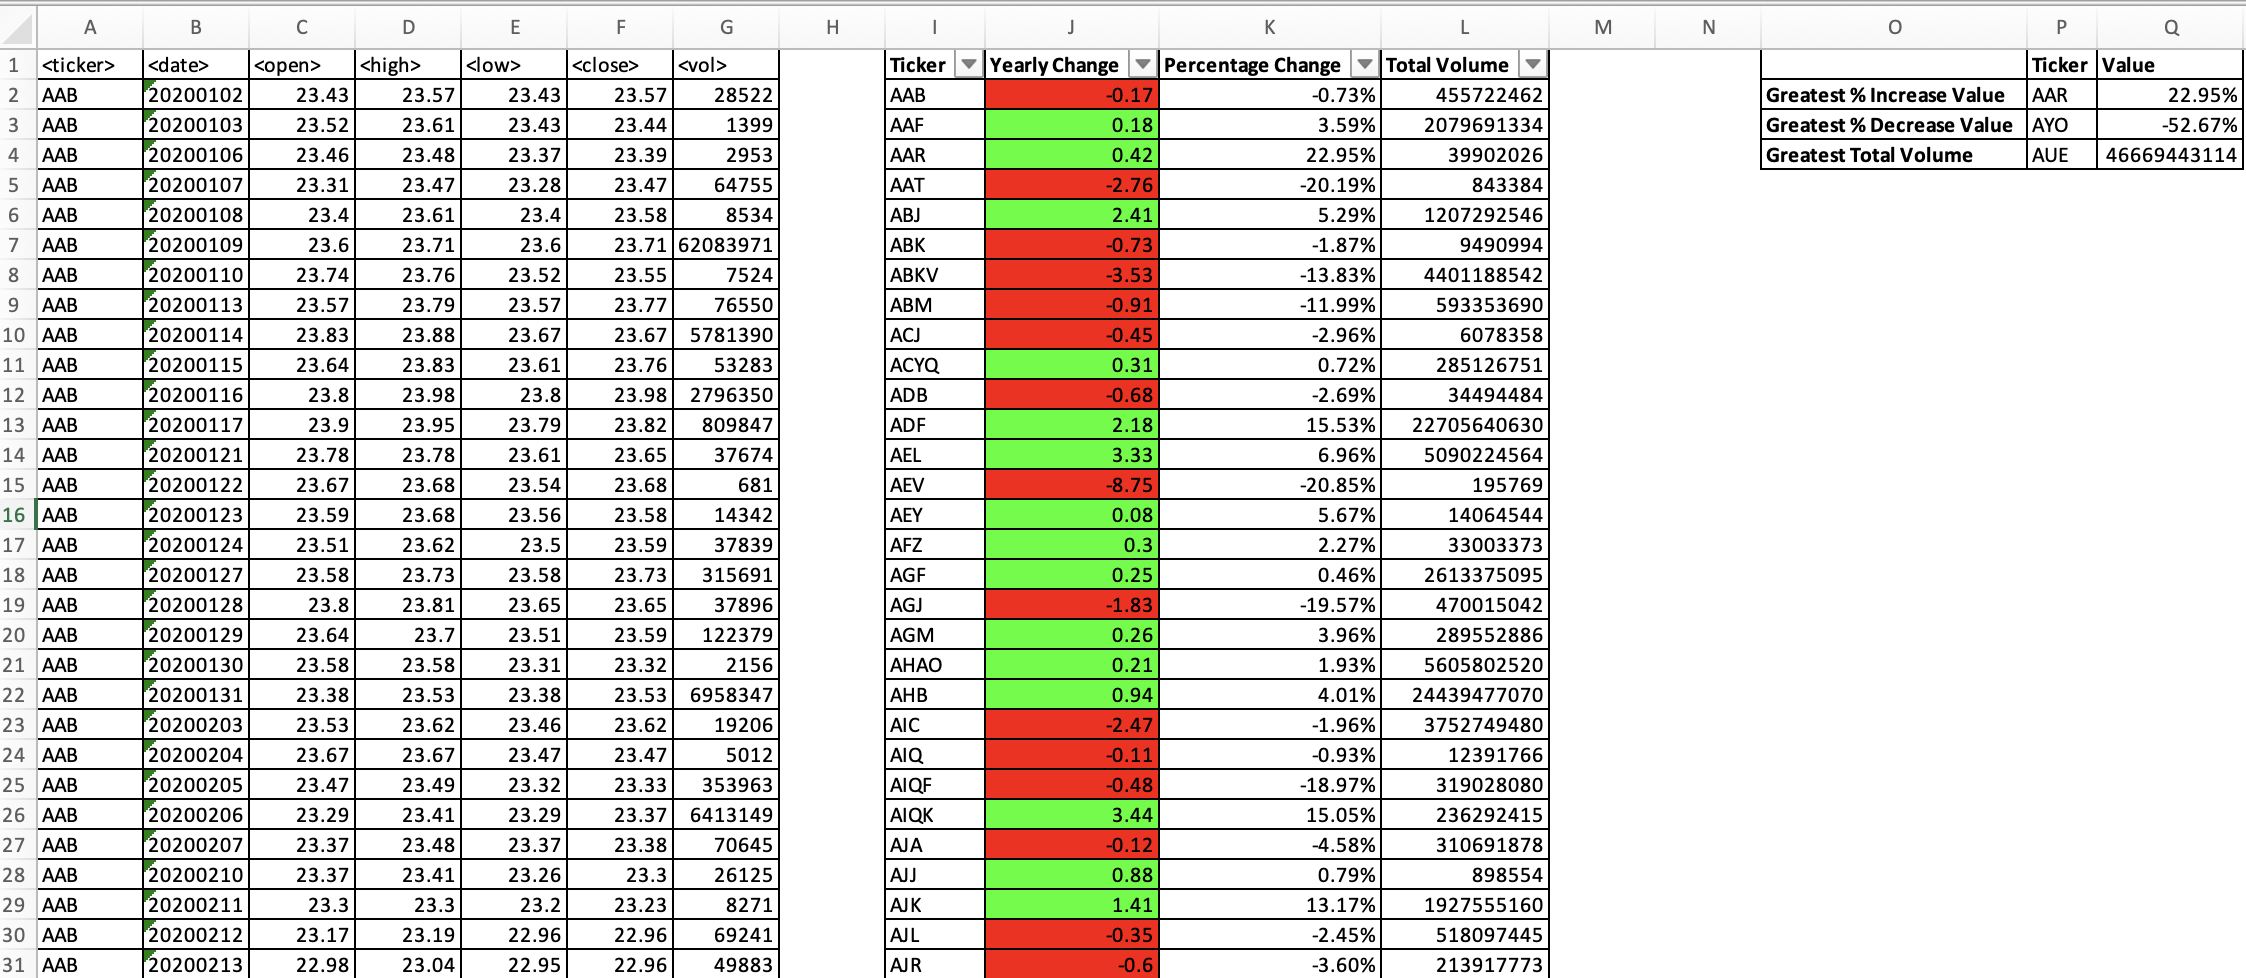 A B C D E F G H I J K L M N O P Q
1 <ticker> <date> <open> <high> <low> <close> <vol> Ticker Yearly Change Percentage Change Total Volume Ticker Value
2 AAB 20200102 23.43 23.57 23.43 23.57 28522 AAB -0.17 -0.73% 455722462 Greatest % Increase Value AAR 22.95%
3 AAB 20200103 23.52 23.61 23.43 23.44 1399 AAF 0.18 3.59% 2079691334 Greatest % Decrease Value AYO -52.67%
4 AAB 20200106 23.46 23.48 23.37 23.39 2953 AAR 0.42 22.95% 39902026 Greatest Total Volume AUE 46669443114
5 AAB 20200107 23.31 23.47 23.28 23.47 64755 AAT -2.76 -20.19% 843384
6 AAB 20200108 23.4 23.61 23.4 23.58 8534 ABJ 2.41 5.29% 1207292546
7 AAB 20200109 23.6 23.71 23.6 23.71 62083971 ABK -0.73 -1.87% 9490994
8 AAB 20200110 23.74 23.76 23.52 23.55 7524 ABKV -3.53 -13.83% 4401188542
9 AAB 20200113 23.57 23.79 23.57 23.77 76550 ABM -0.91 -11.99% 593353690
10 AAB 20200114 23.83 23.88 23.67 23.67 5781390 ACJ -0.45 -2.96% 6078358
11 AAB 20200115 23.64 23.83 23.61 23.76 53283 ACYQ 0.31 0.72% 285126751
12 AAB 20200116 23.8 23.98 23.8 23.98 2796350 ADB -0.68 -2.69% 34494484
13 AAB 20200117 23.9 23.95 23.79 23.82 809847 ADF 2.18 15.53% 22705640630
14 AAB 20200121 23.78 23.78 23.61 23.65 37674 AEL 3.33 6.96% 5090224564
15 AAB 20200122 23.67 23.68 23.54 23.68 681 AEV -8.75 -20.85% 195769
16 AAB 20200123 23.59 23.68 23.56 23.58 14342 AEY 0.08 5.67% 14064544
17 AAB 20200124 23.51 23.62 23.5 23.59 37839 AFZ 0.3 2.27% 33003373
18 AAB 20200127 23.58 23.73 23.58 23.73 315691 AGF 0.25 0.46% 2613375095
19 AAB 20200128 23.8 23.81 23.65 23.65 37896 AGJ -1.83 -19.57% 470015042
20 AAB 20200129 23.64 23.7 23.51 23.59 122379 AGM 0.26 3.96% 289552886
21 AAB 20200130 23.58 23.58 23.31 23.32 2156 AHAO 0.21 1.93% 5605802520
22 AAB 20200131 23.38 23.53 23.38 23.53 6958347 AHB 0.94 4.01% 24439477070
23 AAB 20200203 23.53 23.62 23.46 23.62 19206 AIC -2.47 -1.96% 3752749480
24 AAB 20200204 23.67 23.67 23.47 23.47 5012 AIQ -0.11 -0.93% 12391766
25 AAB 20200205 23.47 23.49 23.32 23.33 353963 AIQF -0.48 -18.97% 319028080
26 AAB 20200206 23.29 23.41 23.29 23.37 6413149 AIQK 3.44 15.05% 236292415
27 AAB 20200207 23.37 23.48 23.37 23.38 70645 AJA -0.12 -4.58% 310691878
28 AAB 20200210 23.37 23.41 23.26 23.3 26125 AJJ 0.88 0.79% 898554
29 AAB 20200211 23.3 23.3 23.2 23.23 8271 AJK 1.41 13.17% 1927555160
30 AAB 20200212 23.17 23.19 22.96 22.96 69241 AJL -0.35 -2.45% 518097445
31 AAB 20200213 22.98 23.04 22.95 22.96 49883 AJR -0.6 -3.60% 213917773